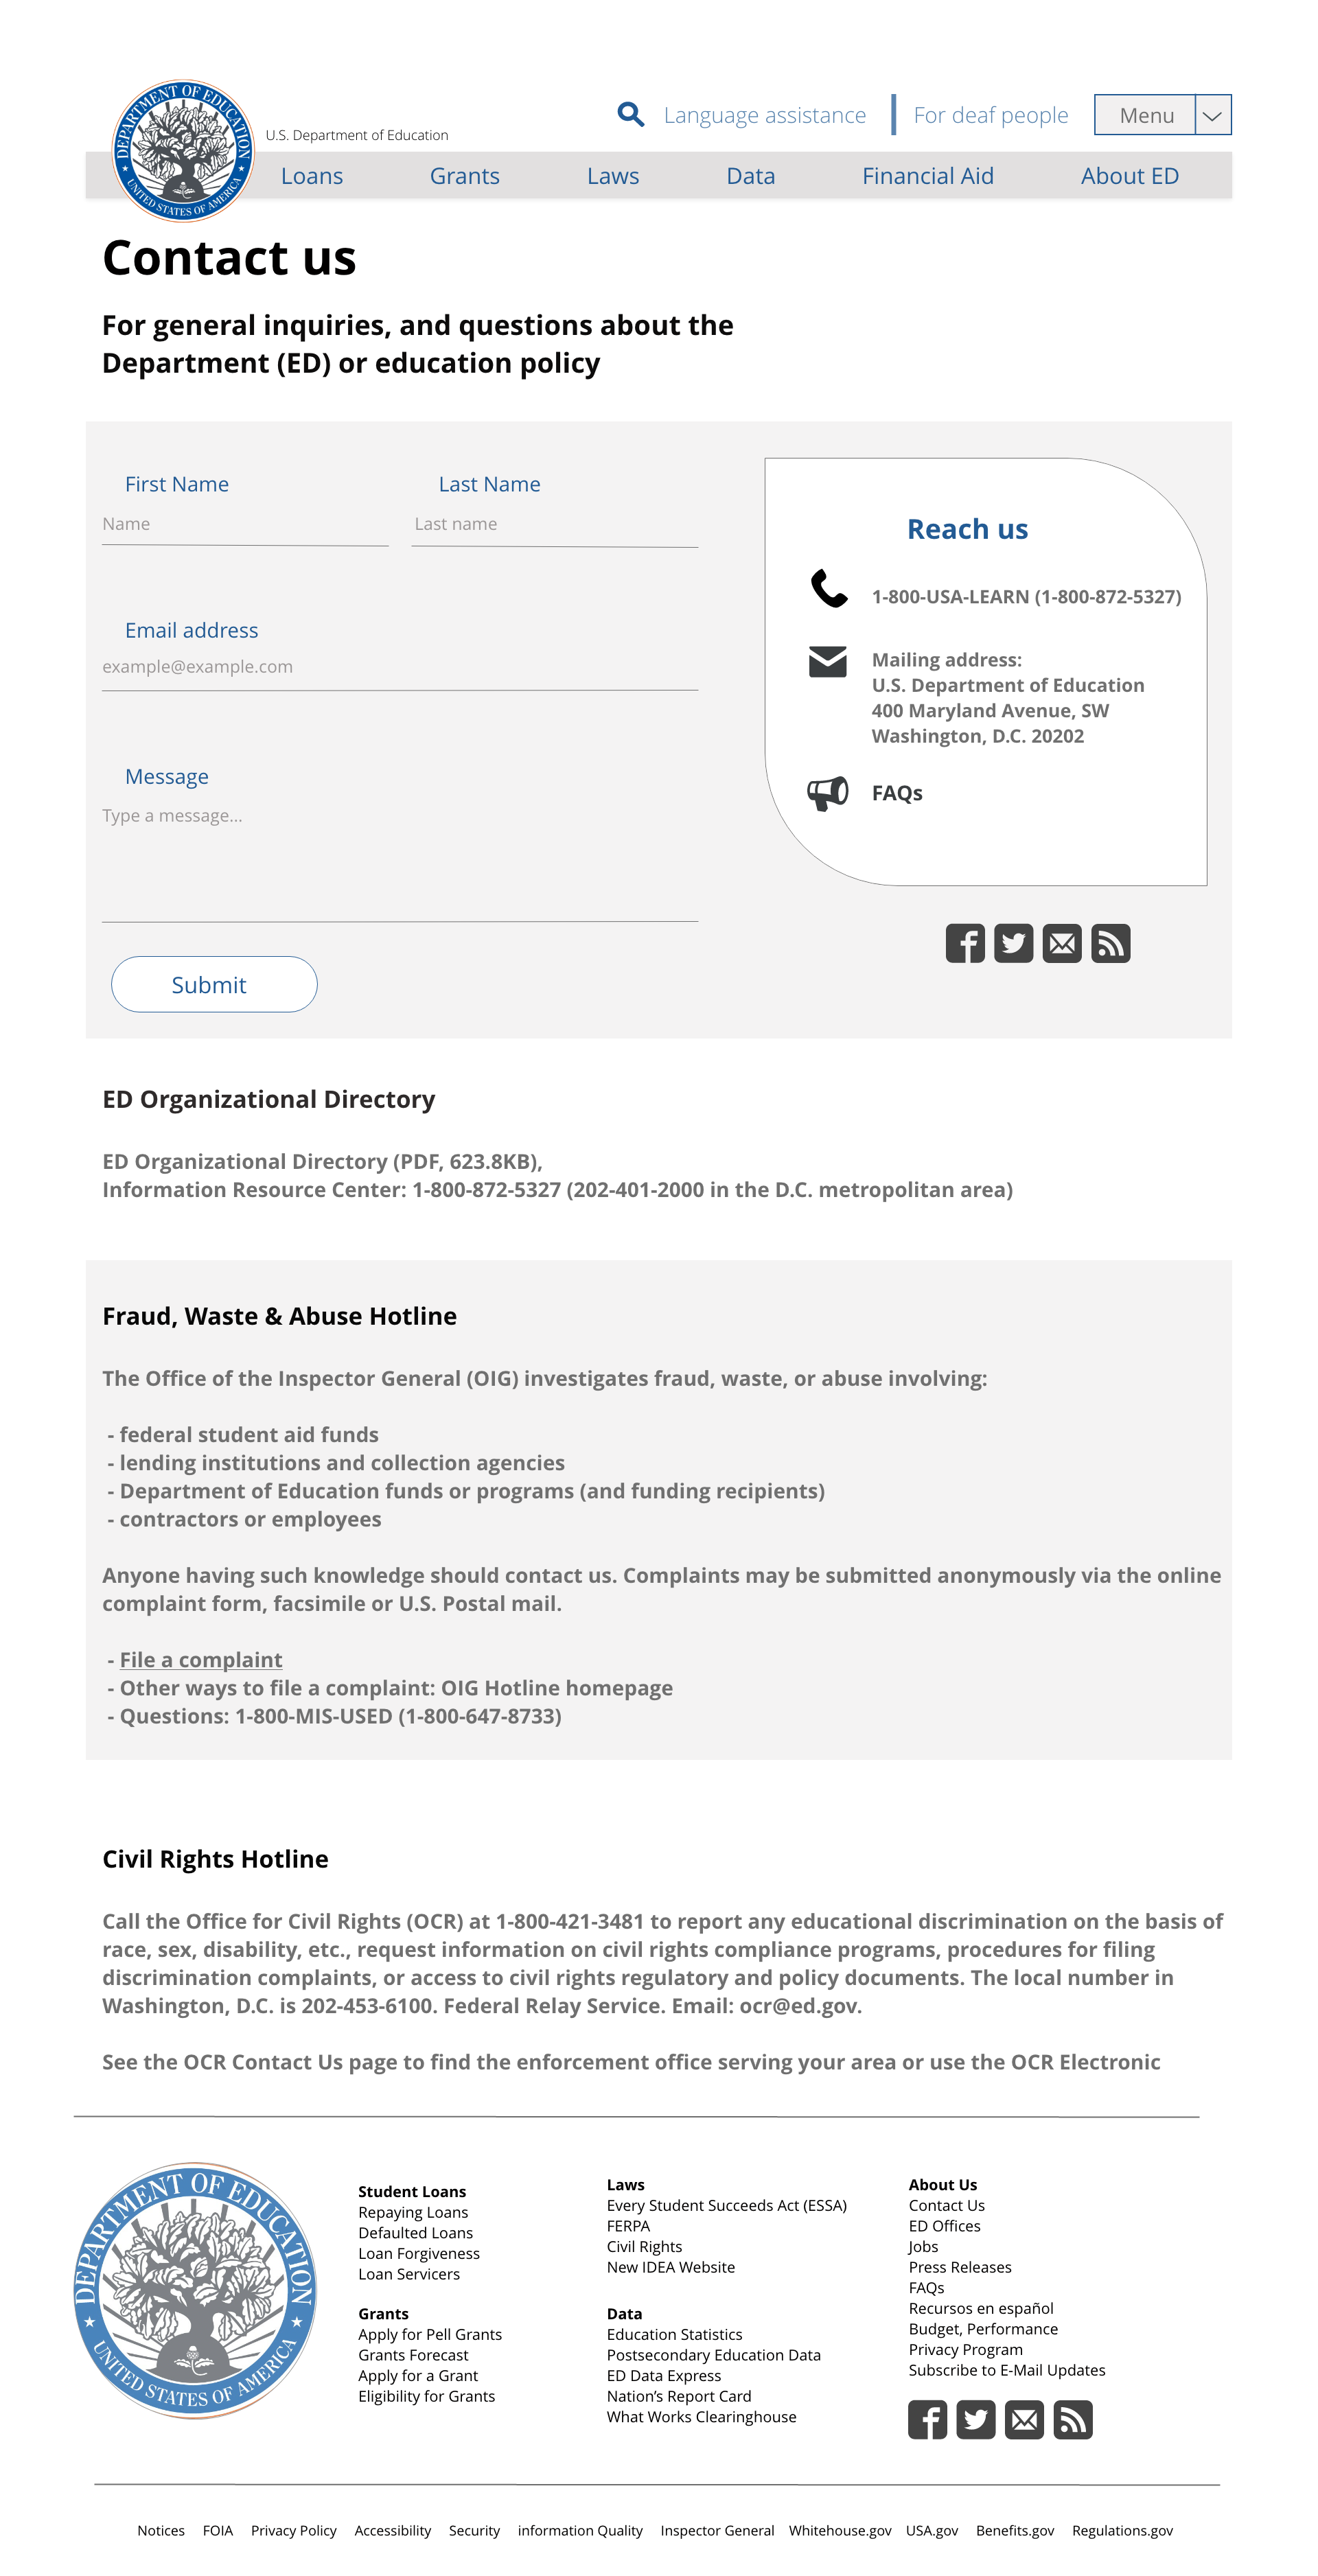 DEPARTMENT OF EDUCATION
UNITED STATES OF AMERICA
U.S. Department of Education
Language assistance
For deaf people
Menu
Loans
Grants
Laws
Data
Financial Aid
About ED
Contact us
For general inquiries, and questions about the
Department (ED) or education policy
First Name
Last Name
Name
Last name
Email address
example@example.com
Message
Type a message...
Submit
Reach us
1-800-USA-LEARN (1-800-872-5327)
Mailing address:
U.S. Department of Education
400 Maryland Avenue, SW
Washington, D.C. 20202
FAQs
ED Organizational Directory
ED Organizational Directory (PDF, 623.8KB),
Information Resource Center: 1-800-872-5327 (202-401-2000 in the D.C. metropolitan area)
Fraud, Waste & Abuse Hotline
The Office of the Inspector General (OIG) investigates fraud, waste, or abuse involving:
- federal student aid funds
- lending institutions and collection agencies
- Department of Education funds or programs (and funding recipients)
- contractors or employees
Anyone having such knowledge should contact us. Complaints may be submitted anonymously via the online
complaint form, facsimile or U.S. Postal mail.
- File a complaint
- Other ways to file a complaint: OIG Hotline homepage
- Questions: 1-800-MIS-USED (1-800-647-8733)
Civil Rights Hotline
Call the Office for Civil Rights (OCR) at 1-800-421-3481 to report any educational discrimination on the basis of
race, sex, disability, etc., request information on civil rights compliance programs, procedures for filing
discrimination complaints, or access to civil rights regulatory and policy documents. The local number in
Washington, D.C. is 202-453-6100. Federal Relay Service. Email: ocr@ed.gov.
See the OCR Contact Us page to find the enforcement office serving your area or use the OCR Electronic
DEPARTMENT OF EDUCATION
UNITED STATES OF AMERICA
Student Loans
Repaying Loans
Defaulted Loans
Loan Forgiveness
Loan Servicers
Grants
Apply for Pell Grants
Grants Forecast
Apply for a Grant
Eligibility for Grants
Laws
Every Student Succeeds Act (ESSA)
FERPA
Civil Rights
New IDEA Website
Data
Education Statistics
Postsecondary Education Data
ED Data Express
Nation's Report Card
What Works Clearinghouse
About Us
Contact Us
ED Offices
Jobs
Press Releases
FAQs
Recursos en español
Budget, Performance
Privacy Program
Subscribe to E-Mail Updates
Notices FOIA Privacy Policy Accessibility Security information Quality Inspector General Whitehouse.gov USA.gov Benefits.gov Regulations.gov